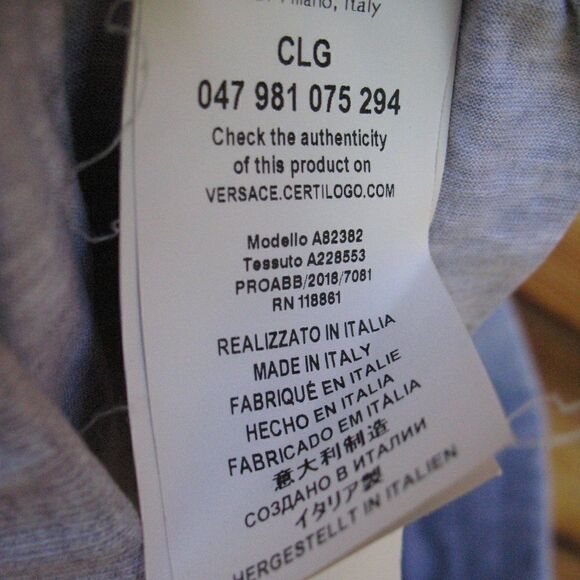 Milano, Italy
CLG
047 981 075 294
Check the authenticity
of this product on
VERSACE.CERTILOGO.COM
Modello A82382
Tessuto A228553
PROABB/2018/7081
RN 118861
REALIZZATO IN ITALIA
MADE IN ITALY
FABRIQUÉ EN ITALIE
HECHO EN ITALIA
FABRICADO EM ITÁLIA
意大利制造
СОЗДАНО В ИТАЛИИ
イタリア製
HERGESTELLT IN ITALIEN